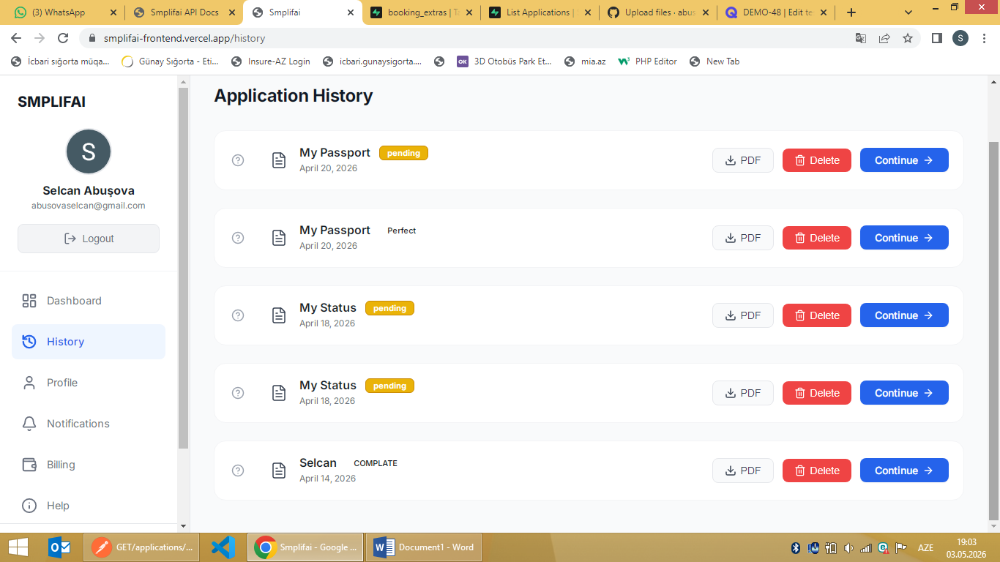 (3) WhatsApp
Smplifai API Docs
Smplifai
booking_extras | Ta
List Applications | S
Upload files · abus
DEMO-48 | Edit te
smplifai-frontend.vercel.app/history
S
İcbari sığorta müqa...
Günay Sığorta - Eti...
Insure-AZ Login
icbari.gunaysigorta....
OK
3D Otobüs Park Et...
mia.az
PHP Editor
New Tab
SMPLIFAI
S
Selcan Abuşova
abusovaselcan@gmail.com
Logout
Dashboard
History
Profile
Notifications
Billing
Help
Application History
My Passport pending
April 20, 2026
PDF Delete Continue
My Passport Perfect
April 20, 2026
PDF Delete Continue
My Status pending
April 18, 2026
PDF Delete Continue
My Status pending
April 18, 2026
PDF Delete Continue
Selcan COMPLATE
April 14, 2026
PDF Delete Continue
GET/applications/...
Smplifai - Google ...
Document1 - Word
AZE
19:03
03.05.2026